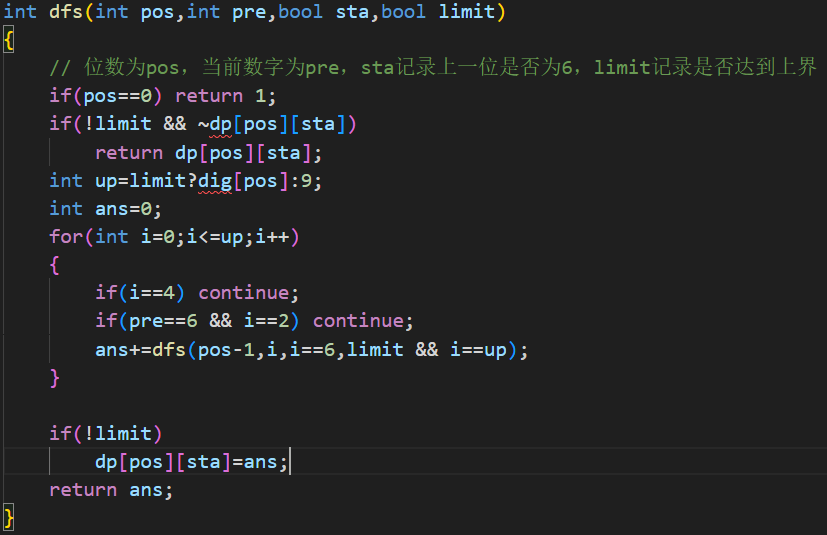 int dfs(int pos,int pre,bool sta,bool limit)
{
    // 位数为pos，当前数字为pre，sta记录上一位是否为6，limit记录是否达到上界
    if(pos==0) return 1;
    if(!limit && ~dp[pos][sta])
        return dp[pos][sta];
    int up=limit?dig[pos]:9;
    int ans=0;
    for(int i=0;i<=up;i++)
    {
        if(i==4) continue;
        if(pre==6 && i==2) continue;
        ans+=dfs(pos-1,i,i==6,limit && i==up);
    }

    if(!limit)
        dp[pos][sta]=ans;
    return ans;
}